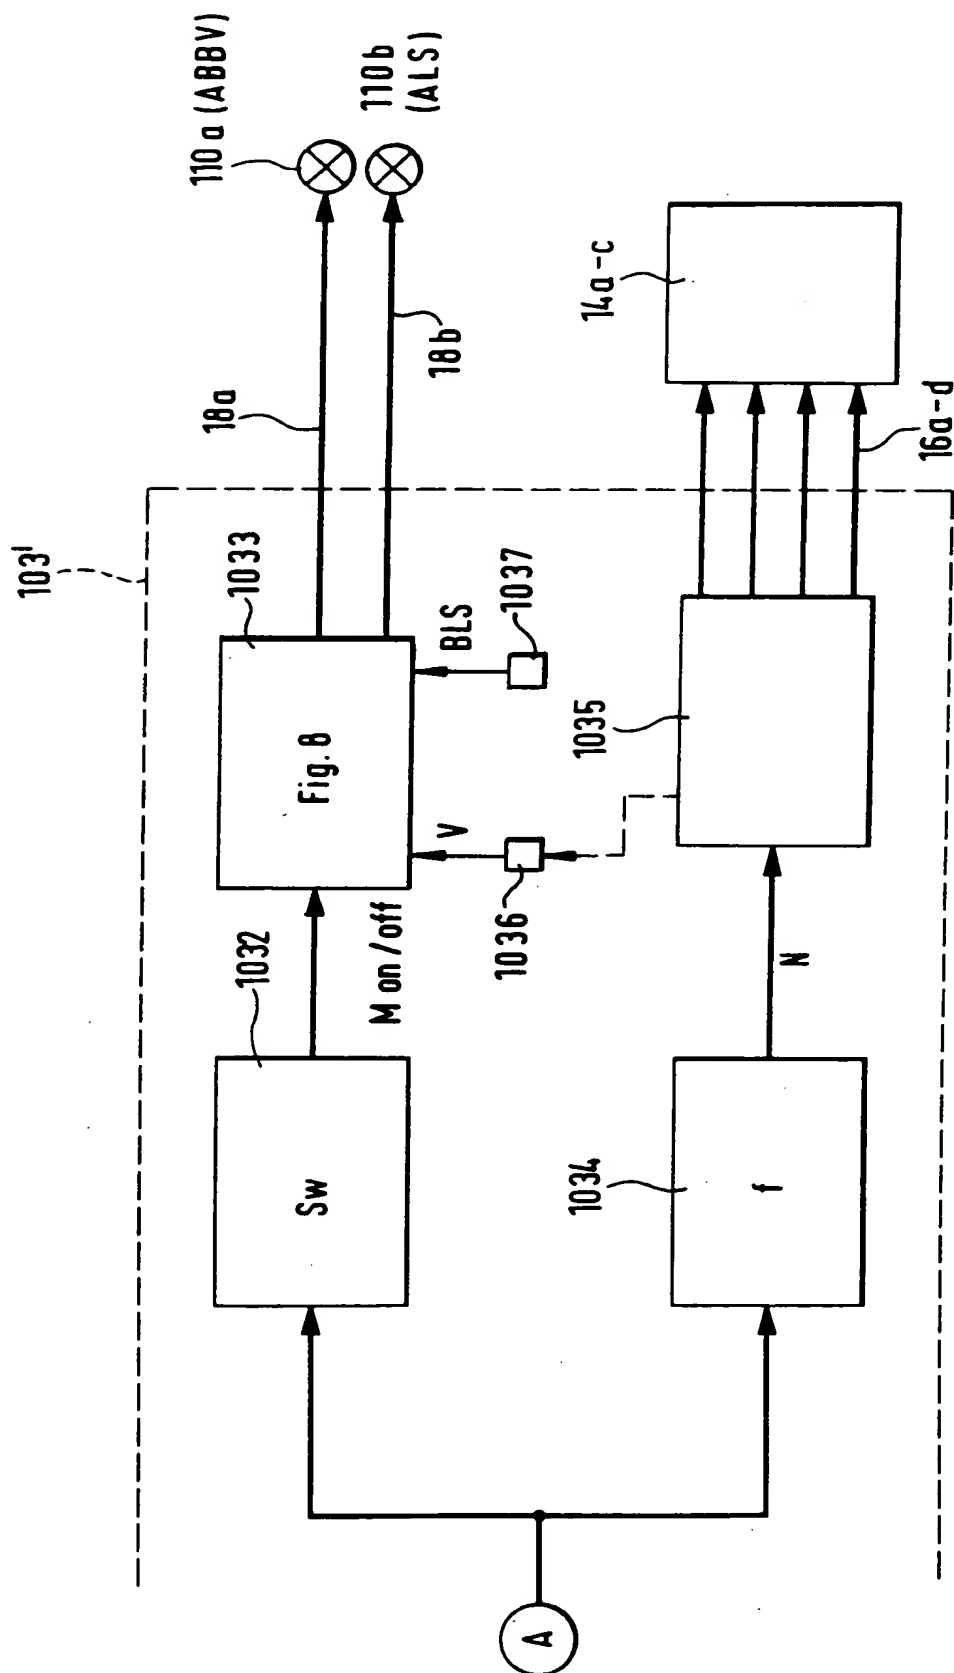 103'
110a (ABBV)
110b
(ALS)
18a
18b
1033
Fig. 8
BLS
1037
V
1036
1032
Sw
M on/off
14a-c
16a-d
1035
N
1034
f
A